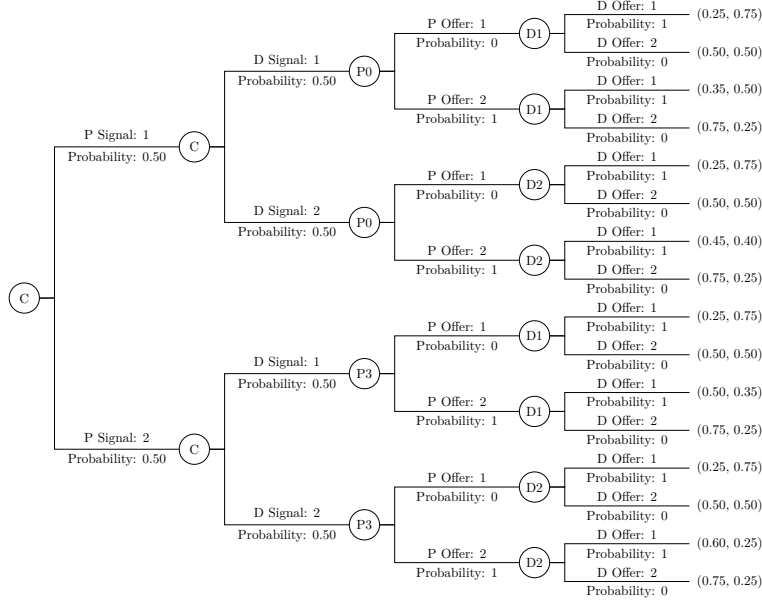 D Offer: 1
P Offer: 1
Probability: 1
(0.25, 0.75)
Probability: 0
D1
D Offer: 2
(0.50, 0.50)
D Signal: 1
Probability: 0
Probability: 0.50
P0
D Offer: 1
P Offer: 2
Probability: 1
(0.35, 0.50)
Probability: 1
D1
D Offer: 2
(0.75, 0.25)
P Signal: 1
Probability: 0
Probability: 0.50
C
D Offer: 1
P Offer: 1
Probability: 1
(0.25, 0.75)
Probability: 0
D2
D Offer: 2
(0.50, 0.50)
D Signal: 2
Probability: 0
Probability: 0.50
P0
D Offer: 1
P Offer: 2
Probability: 1
(0.45, 0.40)
Probability: 1
D2
D Offer: 2
(0.75, 0.25)
Probability: 0
C
D Offer: 1
P Offer: 1
Probability: 1
(0.25, 0.75)
Probability: 0
D1
D Offer: 2
(0.50, 0.50)
D Signal: 1
Probability: 0
Probability: 0.50
P3
D Offer: 1
P Offer: 2
Probability: 1
(0.50, 0.35)
Probability: 1
D1
D Offer: 2
(0.75, 0.25)
P Signal: 2
Probability: 0
Probability: 0.50
C
D Offer: 1
P Offer: 1
Probability: 1
(0.25, 0.75)
Probability: 0
D2
D Offer: 2
(0.50, 0.50)
D Signal: 2
Probability: 0
Probability: 0.50
P3
D Offer: 1
P Offer: 2
Probability: 1
(0.60, 0.25)
Probability: 1
D2
D Offer: 2
(0.75, 0.25)
Probability: 0